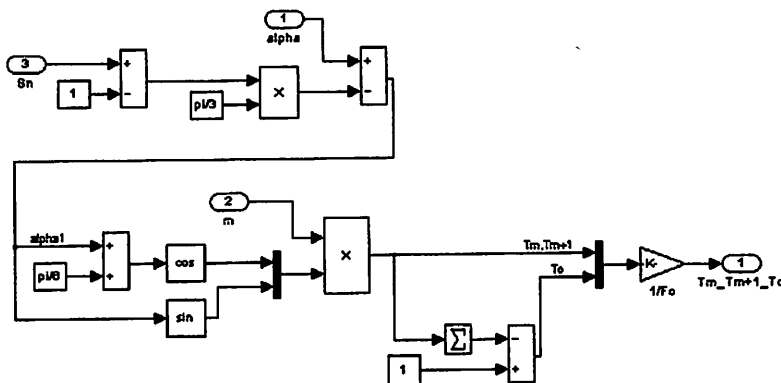 1
alpha
3
Sn
+
-
1
pi/3
×
+
-
2
m
alpha1
+
+
pi/6
cos
sin
×
Tm,Tm+1
To
Σ
-
+
1
K-
1/Fo
1
Tm_Tm+1_To